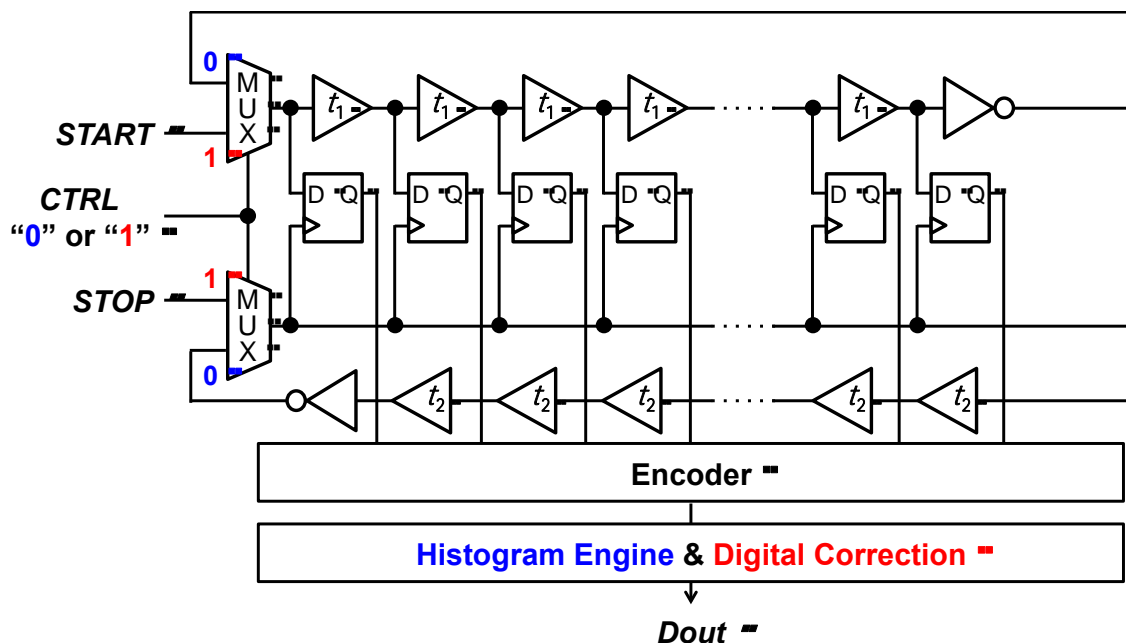 0
MUX
t1 t1 t1 t1 t1
START
1
D Q D Q D Q D Q D Q D Q
CTRL
“0” or “1”
1
STOP
MUX
0
t2 t2 t2 t2 t2
Encoder
Histogram Engine & Digital Correction
Dout